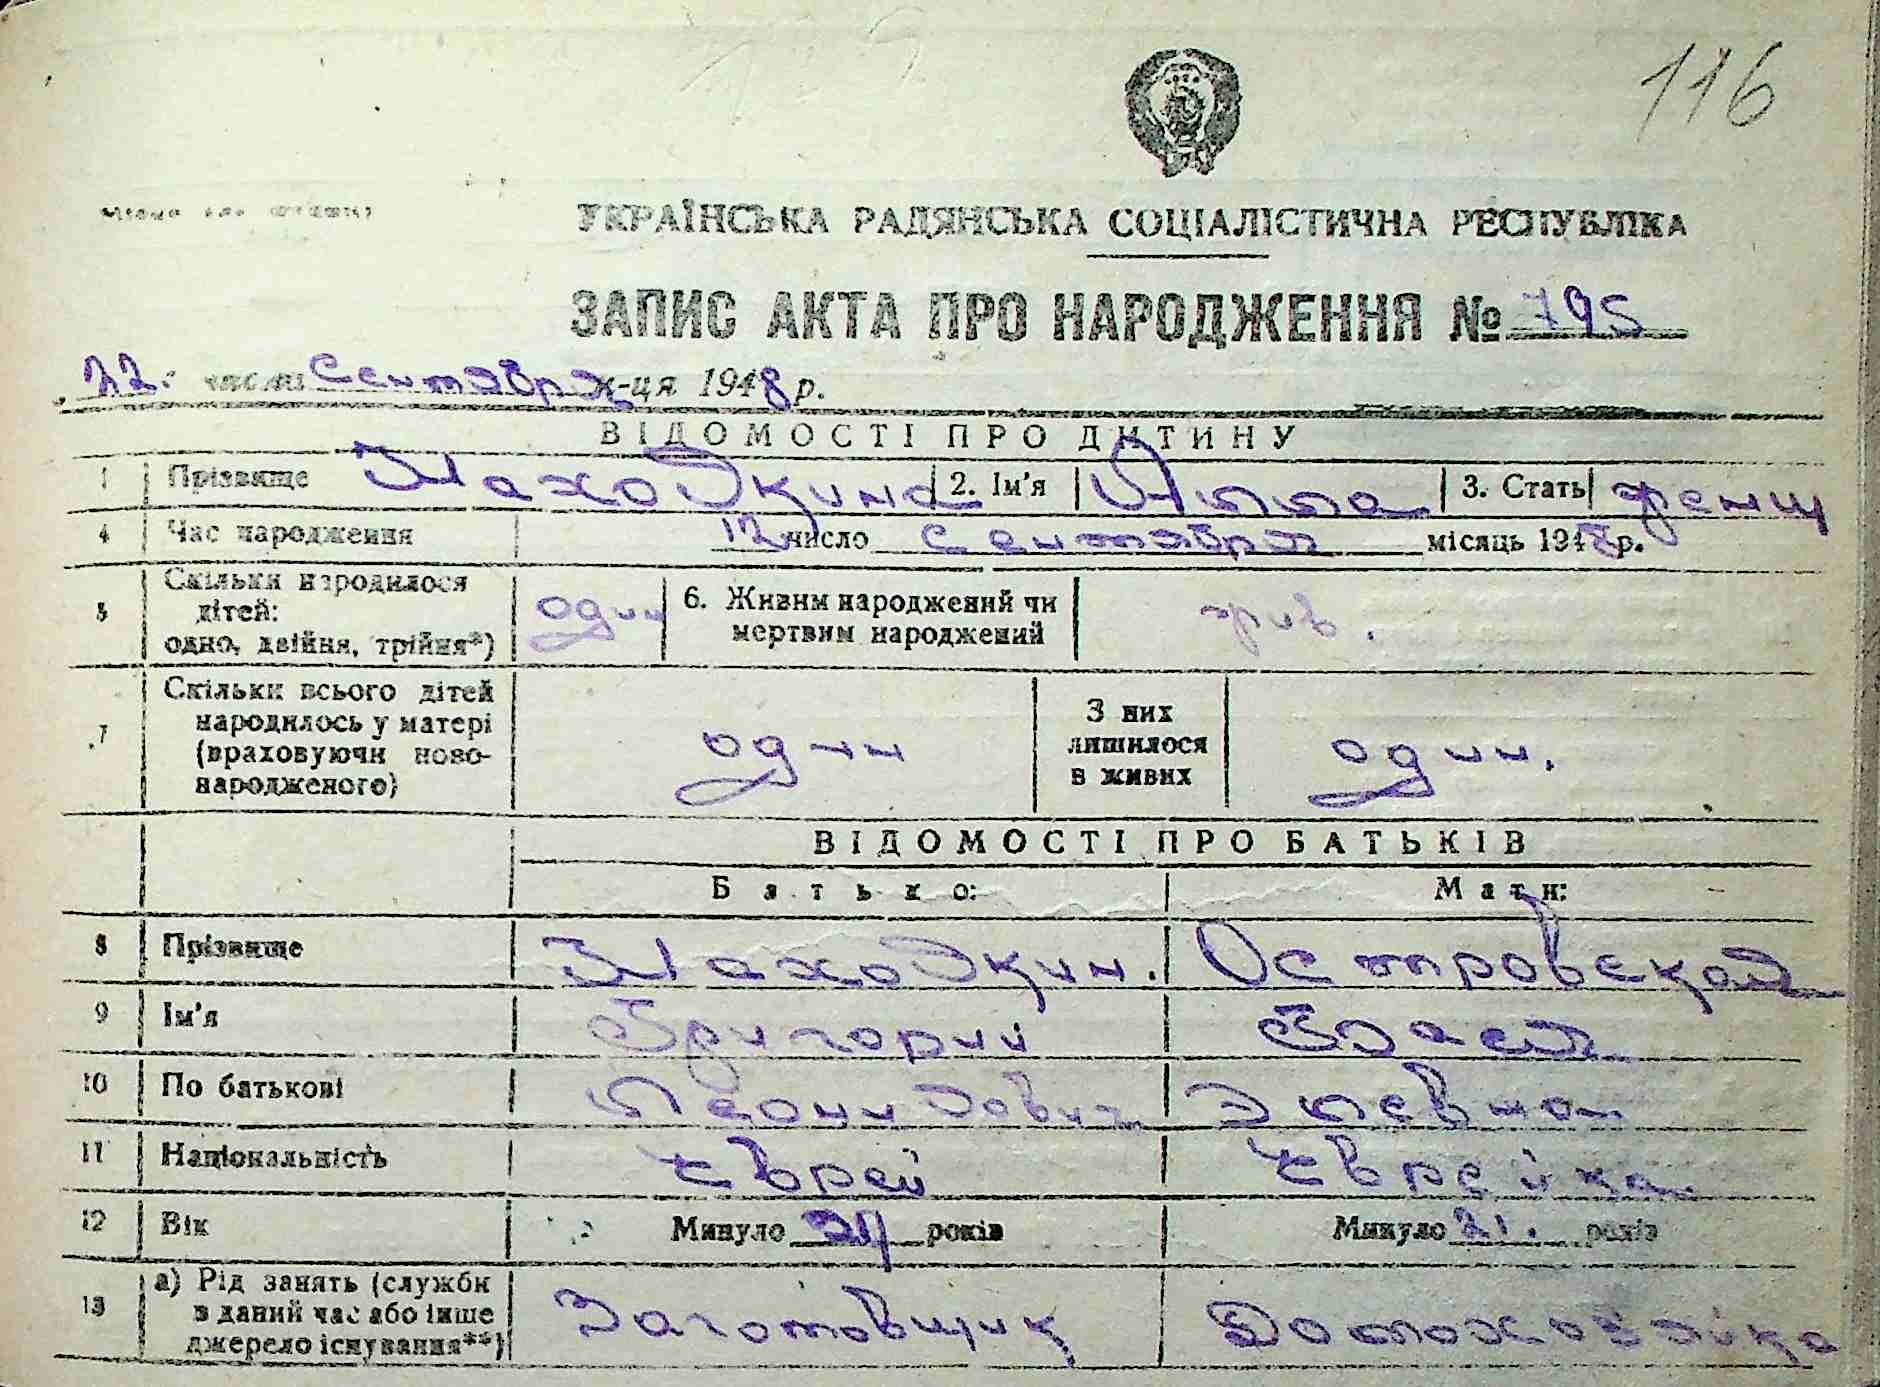 116
УКРАЇНСЬКА РАДЯНСЬКА СОЦІАЛІСТИЧНА РЕСПУБЛІКА
ЗАПИС АКТА ПРО НАРОДЖЕННЯ № 795
22. числа сентября м-ця 1948 р.
ВІДОМОСТІ ПРО ДИТИНУ
1 Прізвище Находкина 2. Ім'я Алла 3. Стать женщ
4 Час народження 12 число сентября місяць 1948 р.
Скільки народилося
5 дітей: один 6. Живим народжений чи жив.
одно, двійня, трійня*) мертвим народжений
Скільки всього дітей З них
7 народилось у матері один лишилося один.
(враховуючи ново- в живих
народженого)
ВІДОМОСТІ ПРО БАТЬКІВ
Батько: Мати:
8 Прізвище Находкин. Островская
9 Ім'я Григорий
10 По батькові Леонидович
11 Національність Еврей Еврейка
12 Вік Минуло років Минуло 21. років
а) Рід занять (служби
13 в даний час або інше Заготовщик Домохозяйка
джерело існування**)